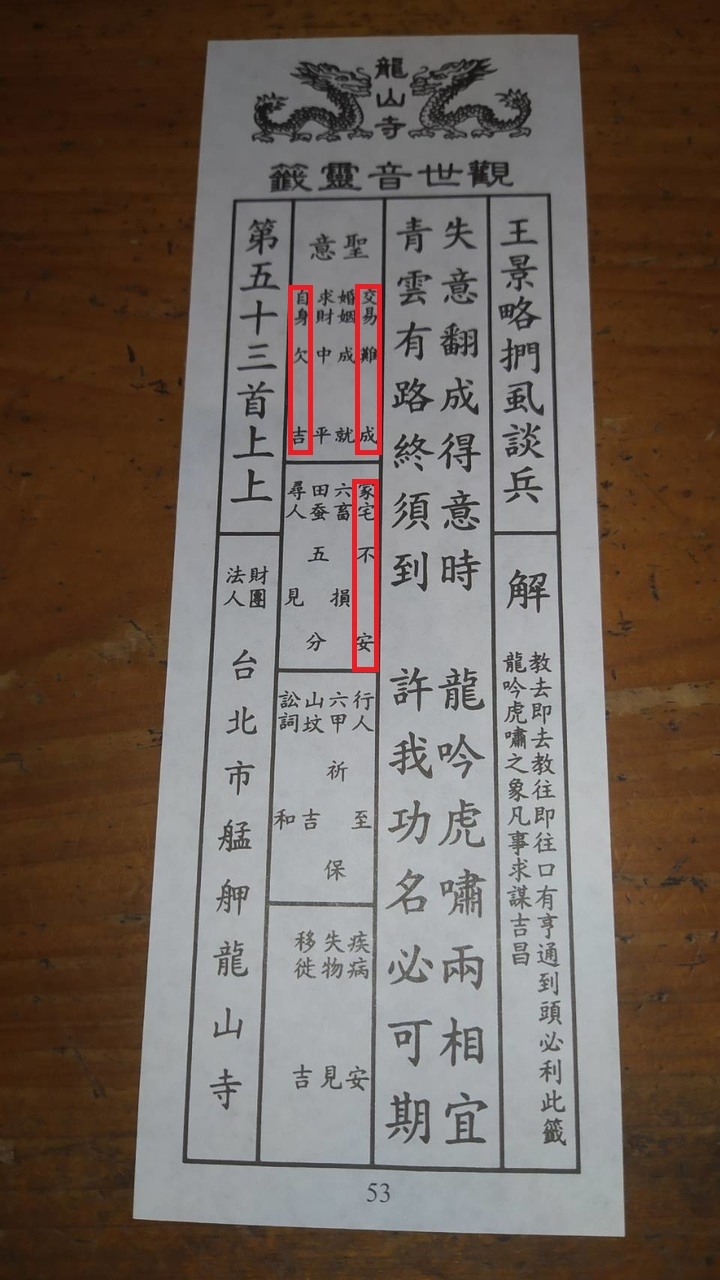 龍山寺
觀世音靈籤
王景略捫虱談兵
解
教去即去教往即往口有亨通到頭必利此籤
龍吟虎嘯之象凡事求謀吉昌
失意翻成得意時 龍吟虎嘯兩相宜
青雲有路終須到 許我功名必可期
聖意
交易難成
婚姻成就
求財中平
自身欠吉
家宅不安
六畜損
田蚕五分
尋人見
行人至
六甲祈保
山坟吉
訟詞和
疾病安
失物見
移徙吉
第五十三首上上
財團
法人
台北市艋舺龍山寺
53